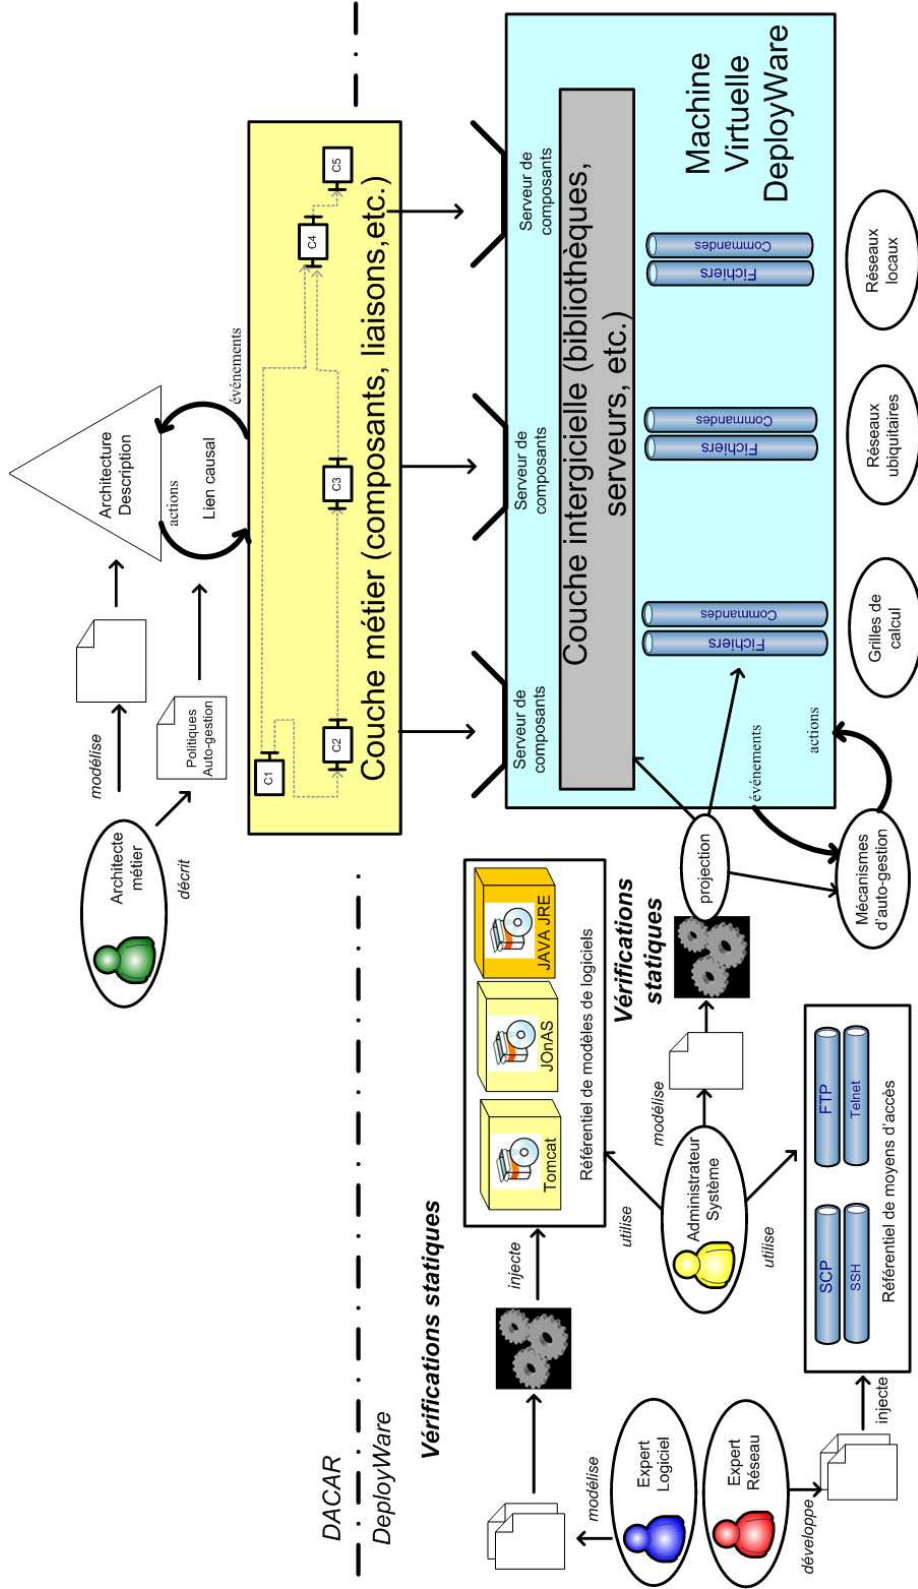 Architecte
métier
modélise
décrit
Politiques
Auto-gestion
Architecture
Description
actions
Lien causal
événements
DACAR
DeployWare
C1
C2
C3
C4
C5
Couche métier (composants, liaisons,etc.)
Vérifications statiques
Expert
Logiciel
modélise
injecte
Tomcat
JOnAS
JAVA JRE
Référentiel de modèles de logiciels
Expert
Réseau
développe
injecte
SCP
FTP
SSH
Telnet
Référentiel de moyens d'accès
Administrateur
Système
utilise
utilise
modélise
Vérifications
statiques
projection
Mécanismes
d'auto-gestion
événements
actions
Serveur de
composants
Serveur de
composants
Serveur de
composants
Couche intergicielle (bibliothèques,
serveurs, etc.)
Fichiers
Commandes
Fichiers
Commandes
Fichiers
Commandes
Machine
Virtuelle
DeployWare
Grilles de
calcul
Réseaux
ubiquitaires
Réseaux
locaux